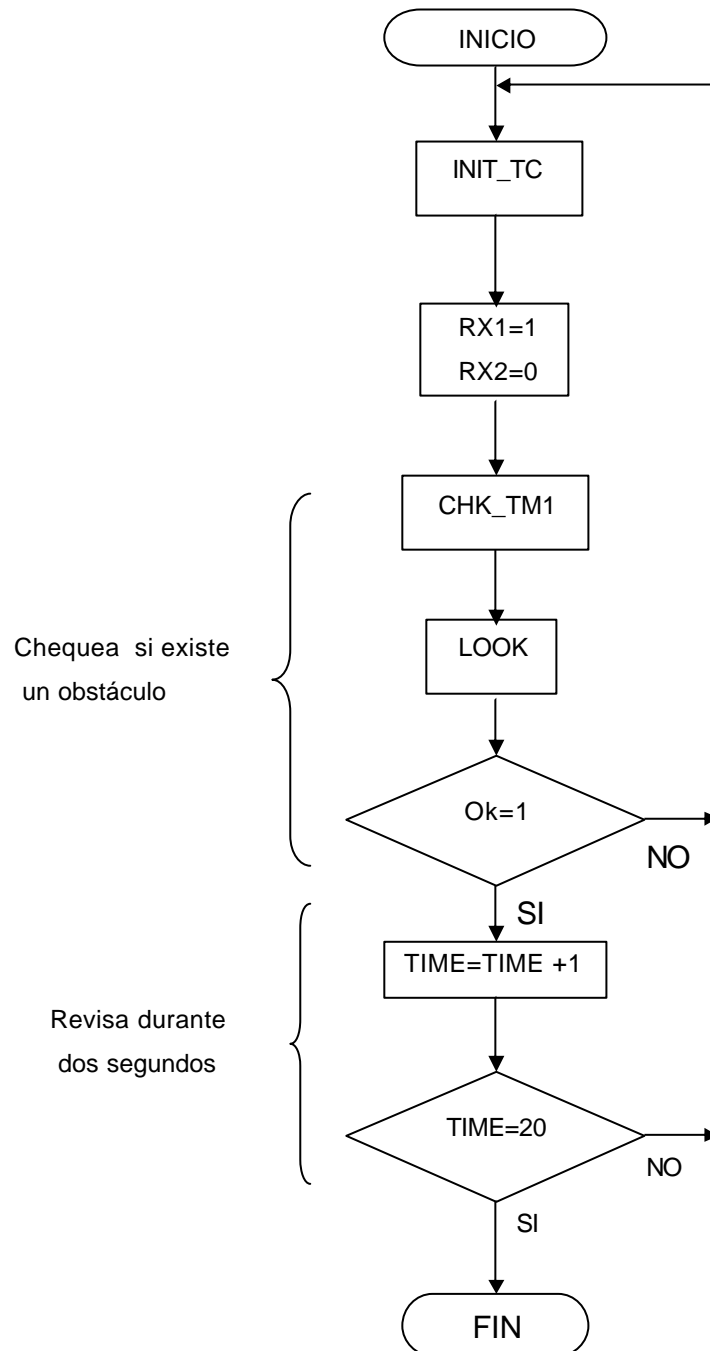 INICIO
INIT_TC
RX1=1
RX2=0
CHK_TM1
LOOK
Chequea si existe
un obstáculo
Ok=1
NO
SI
TIME=TIME +1
Revisa durante
dos segundos
TIME=20
NO
SI
FIN